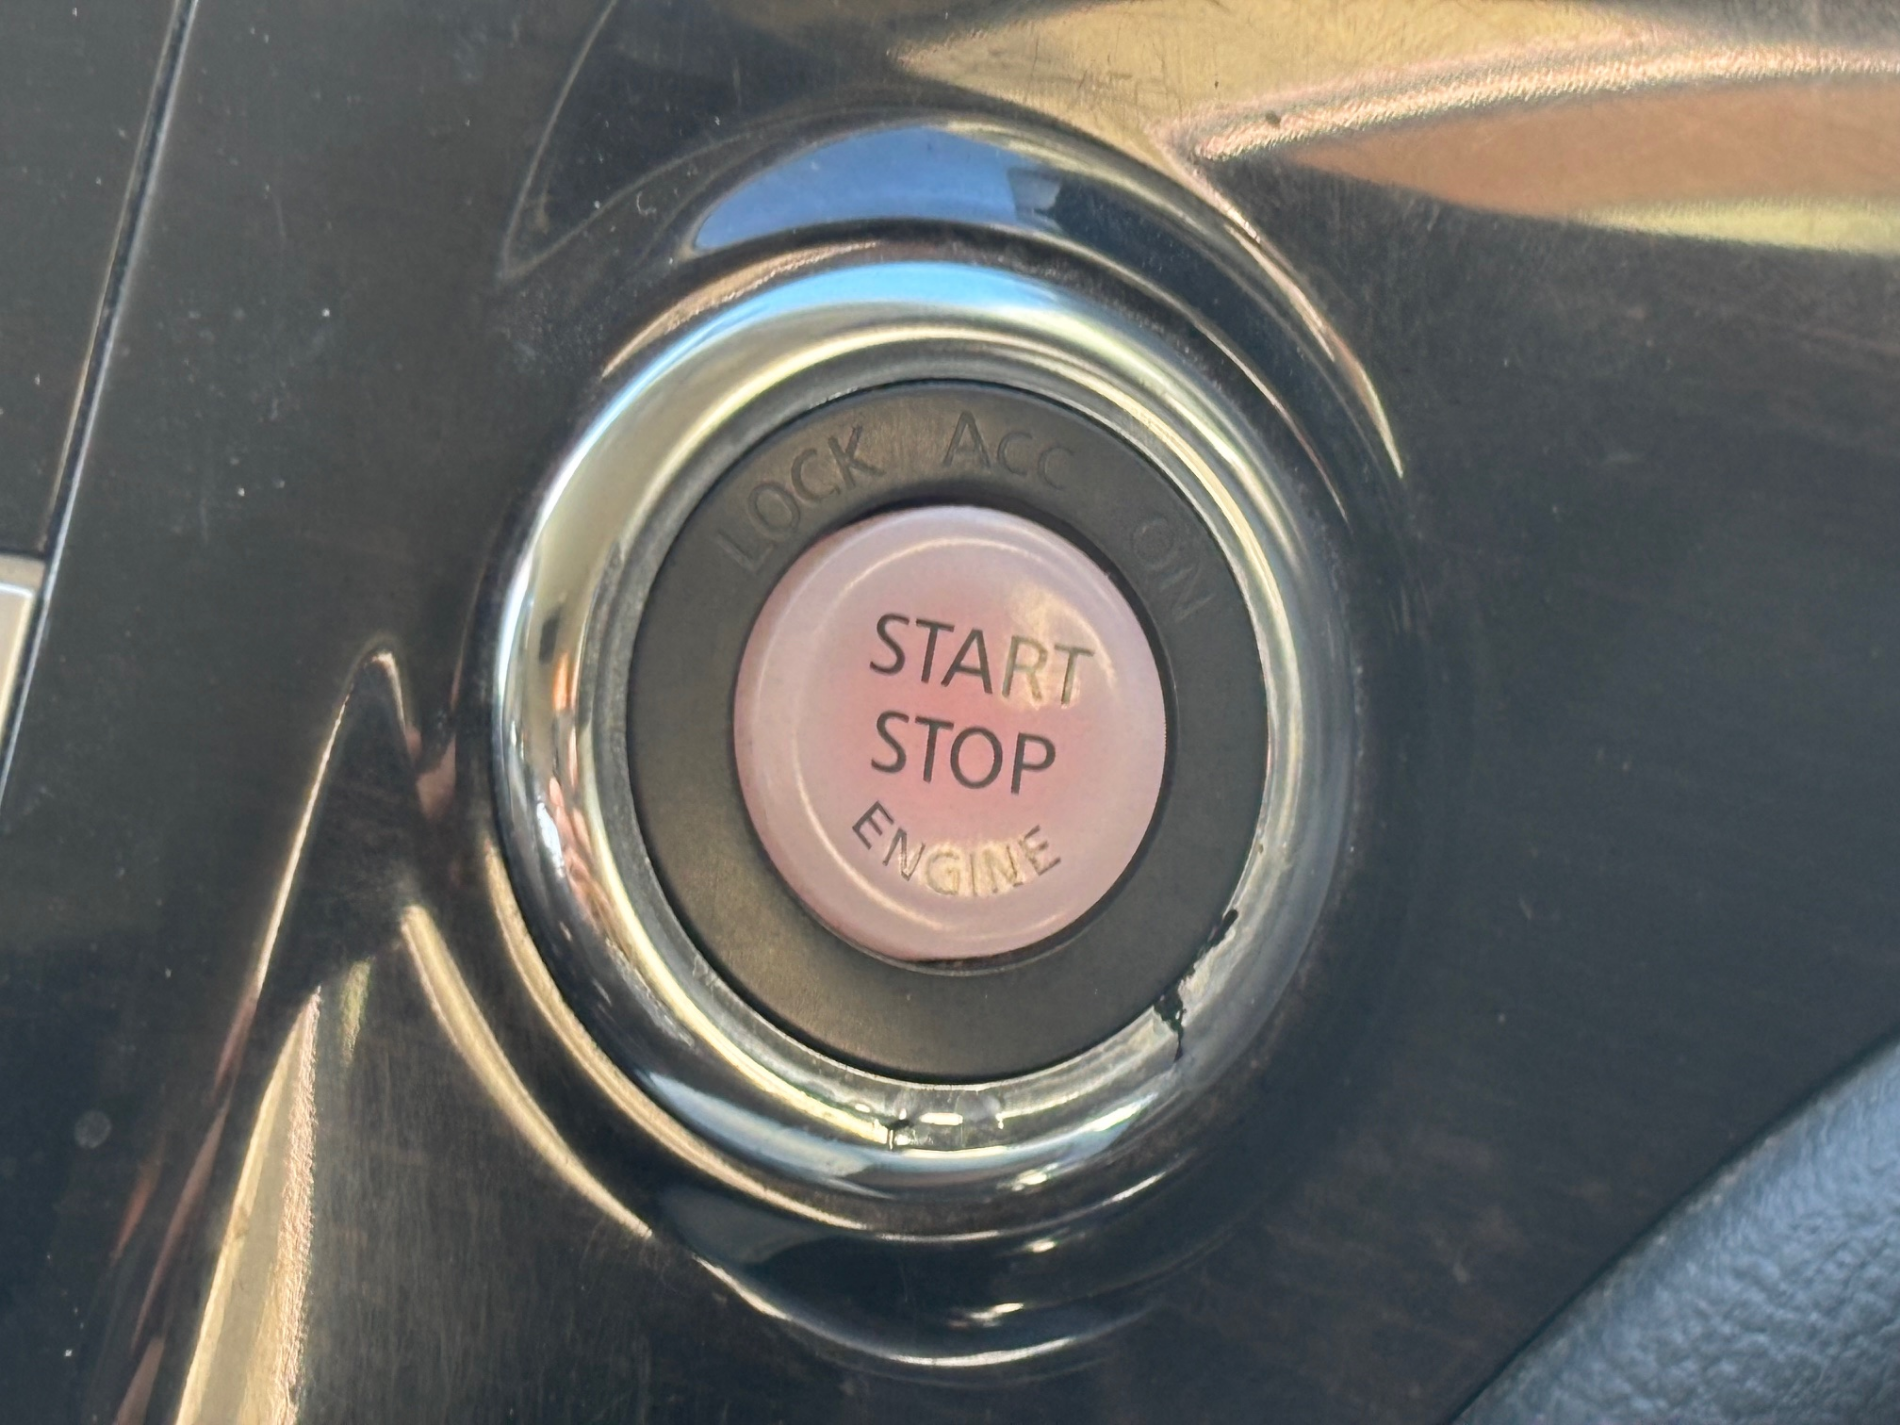 LOCK ACC ON
START
STOP
ENGINE